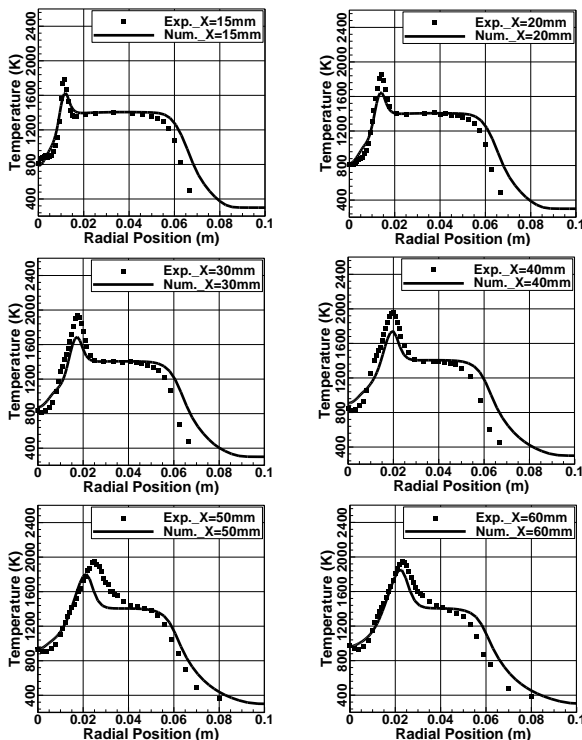 Exp._X=15mm
Num._X=15mm
Temperature (K)
400 800 1200 1600 2000 2400
0 0.02 0.04 0.06 0.08 0.1
Radial Position (m)
Exp._X=20mm
Num._X=20mm
Temperature (K)
400 800 1200 1600 2000 2400
0 0.02 0.04 0.06 0.08 0.1
Radial Position (m)
Exp._X=30mm
Num._X=30mm
Temperature (K)
400 800 1200 1600 2000 2400
0 0.02 0.04 0.06 0.08 0.1
Radial Position (m)
Exp._X=40mm
Num._X=40mm
Temperature (K)
400 800 1200 1600 2000 2400
0 0.02 0.04 0.06 0.08 0.1
Radial Position (m)
Exp._X=50mm
Num._X=50mm
Temperature (K)
400 800 1200 1600 2000 2400
0 0.02 0.04 0.06 0.08 0.1
Radial Position (m)
Exp._X=60mm
Num._X=60mm
Temperature (K)
400 800 1200 1600 2000 2400
0 0.02 0.04 0.06 0.08 0.1
Radial Position (m)